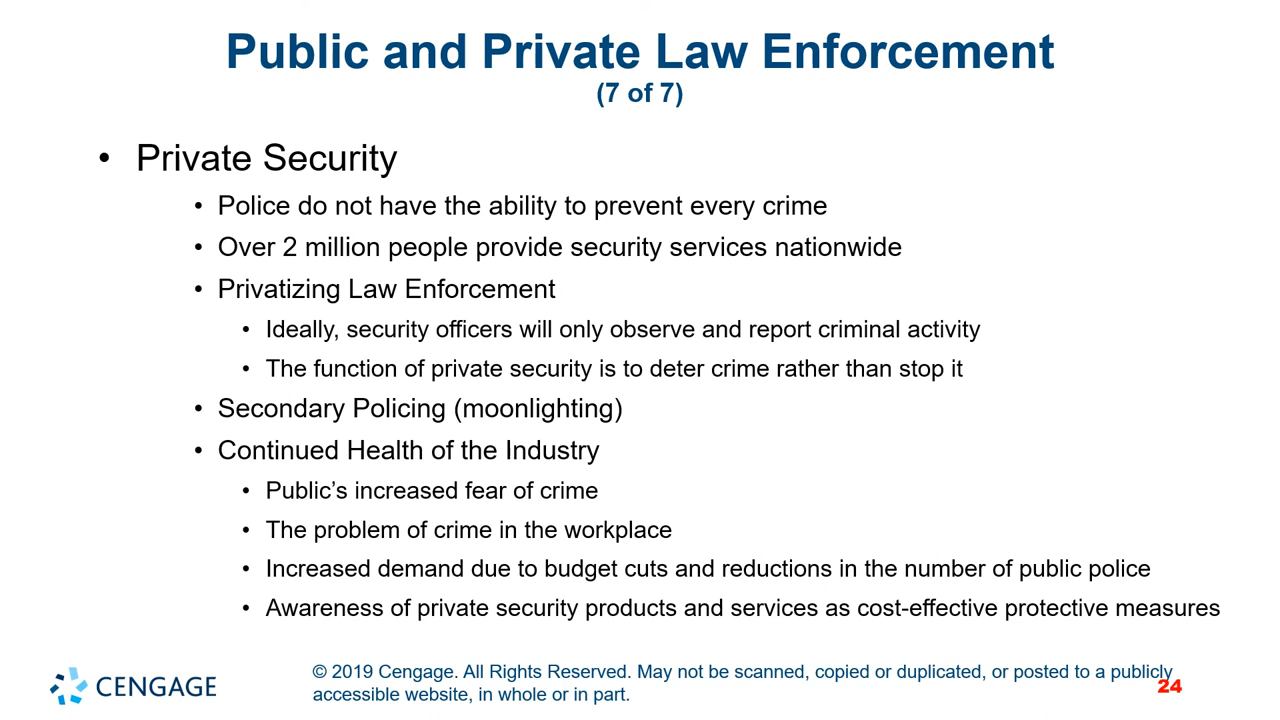 Public and Private Law Enforcement
(7 of 7)
• Private Security
• Police do not have the ability to prevent every crime
• Over 2 million people provide security services nationwide
• Privatizing Law Enforcement
• Ideally, security officers will only observe and report criminal activity
• The function of private security is to deter crime rather than stop it
• Secondary Policing (moonlighting)
• Continued Health of the Industry
• Public’s increased fear of crime
• The problem of crime in the workplace
• Increased demand due to budget cuts and reductions in the number of public police
• Awareness of private security products and services as cost-effective protective measures
CENGAGE
© 2019 Cengage. All Rights Reserved. May not be scanned, copied or duplicated, or posted to a publicly
accessible website, in whole or in part.
24